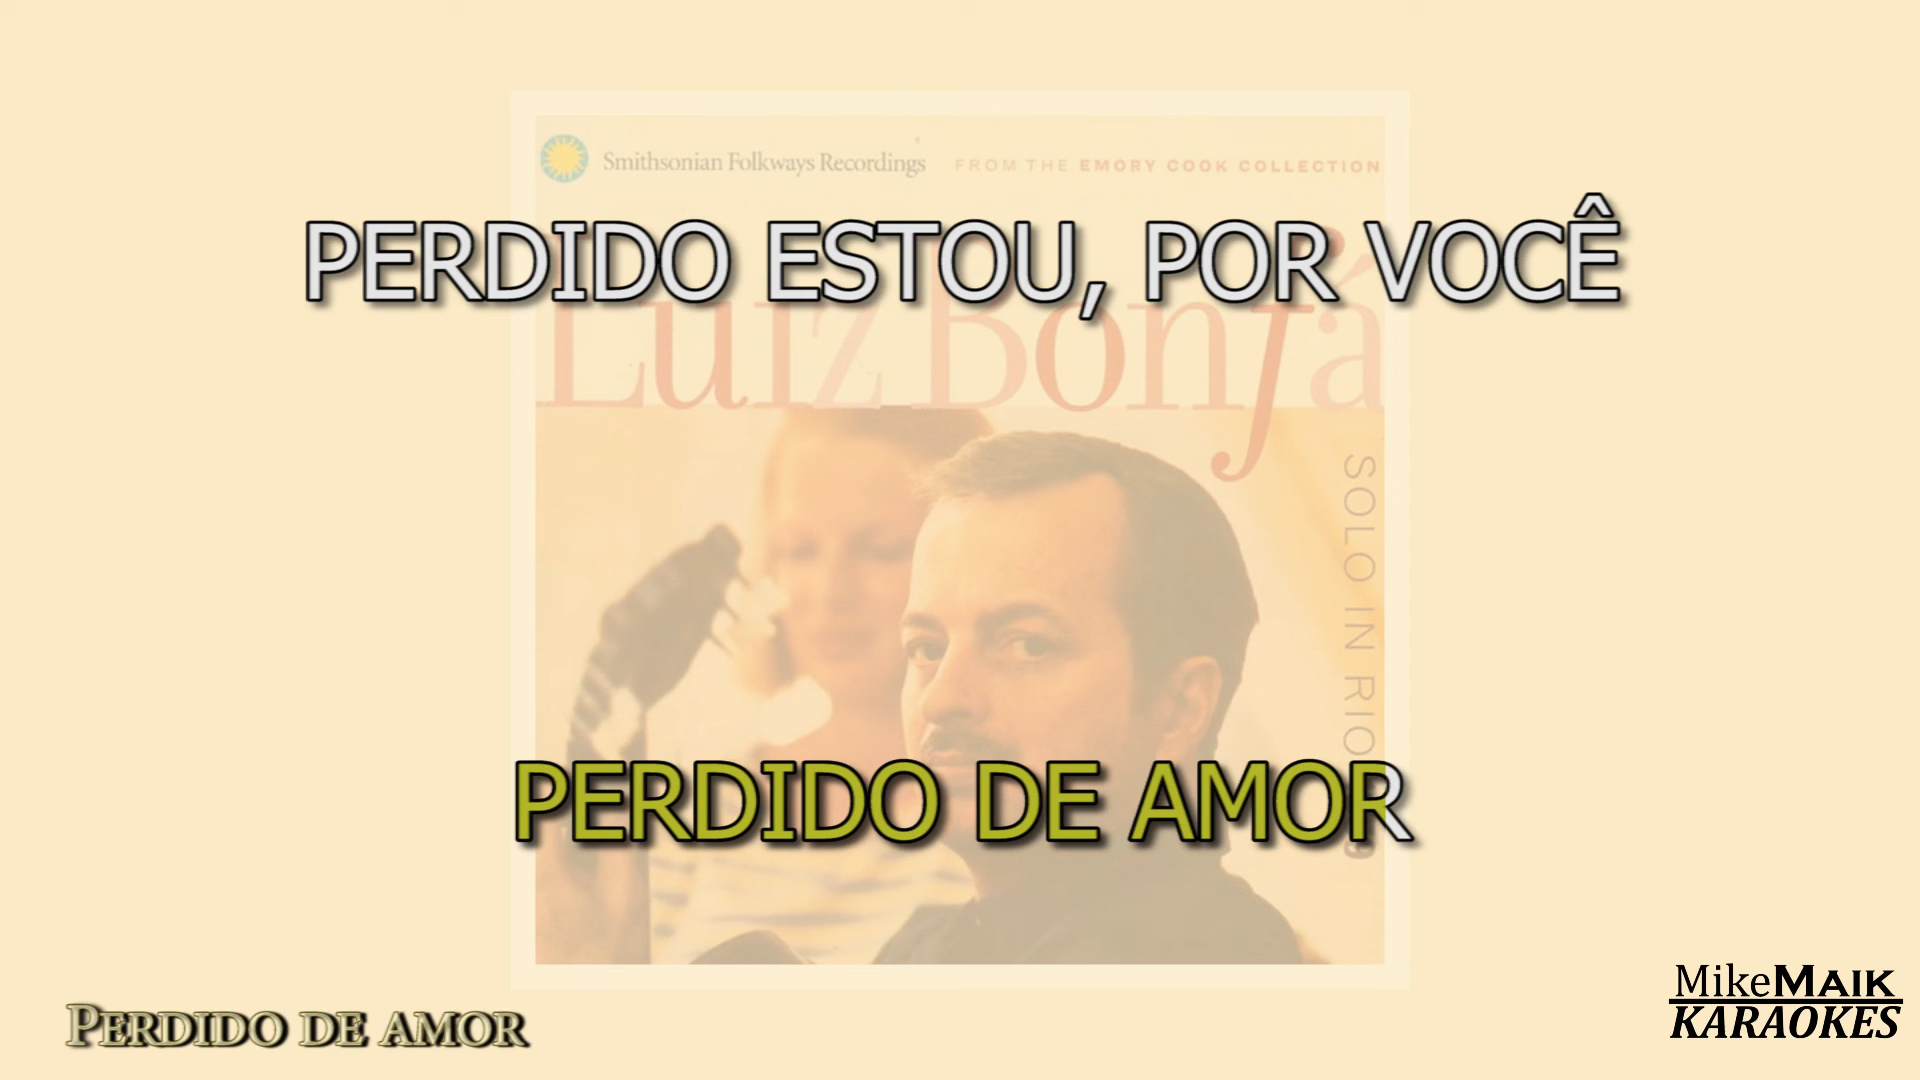 Smithsonian Folkways Recordings FROM THE EMORY COOK COLLECTION
PERDIDO ESTOU, POR VOCÊ
Luiz Bonfá
SOLO IN RIO
PERDIDO DE AMOR
PERDIDO DE AMOR
MikeMAIK
KARAOKES